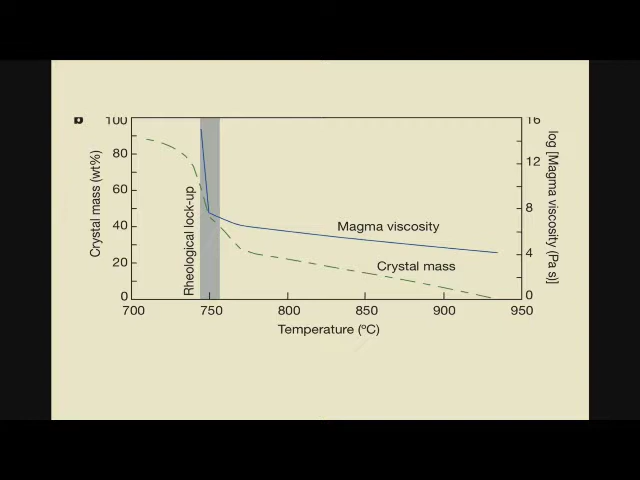 b
100
80
60
40
20
0
Crystal mass (wt%)
Rheological lock-up
Magma viscosity
Crystal mass
16
12
8
4
0
log [Magma viscosity (Pa s)]
700
750
800
850
900
950
Temperature (ºC)